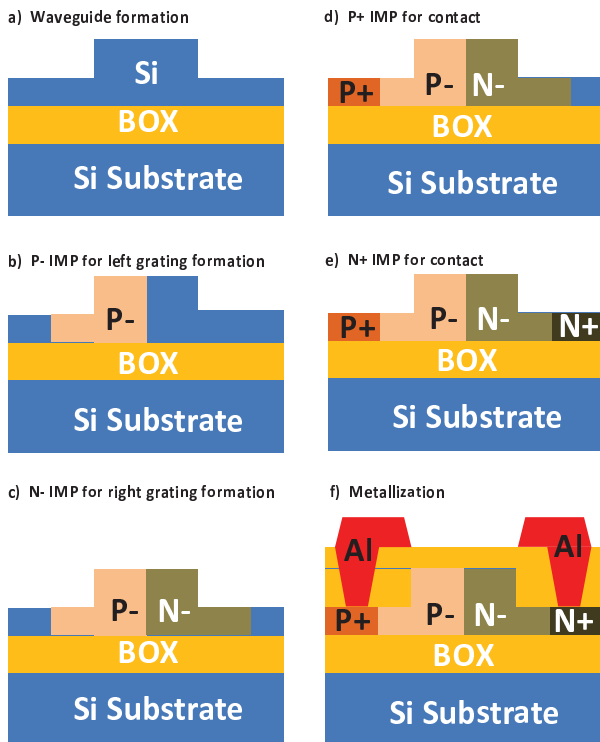 a) Waveguide formation
Si
BOX
Si Substrate
b) P- IMP for left grating formation
P-
BOX
Si Substrate
c) N- IMP for right grating formation
P- N-
BOX
Si Substrate
d) P+ IMP for contact
P+ P- N-
BOX
Si Substrate
e) N+ IMP for contact
P+ P- N- N+
BOX
Si Substrate
f) Metallization
Al Al
P+ P- N- N+
BOX
Si Substrate